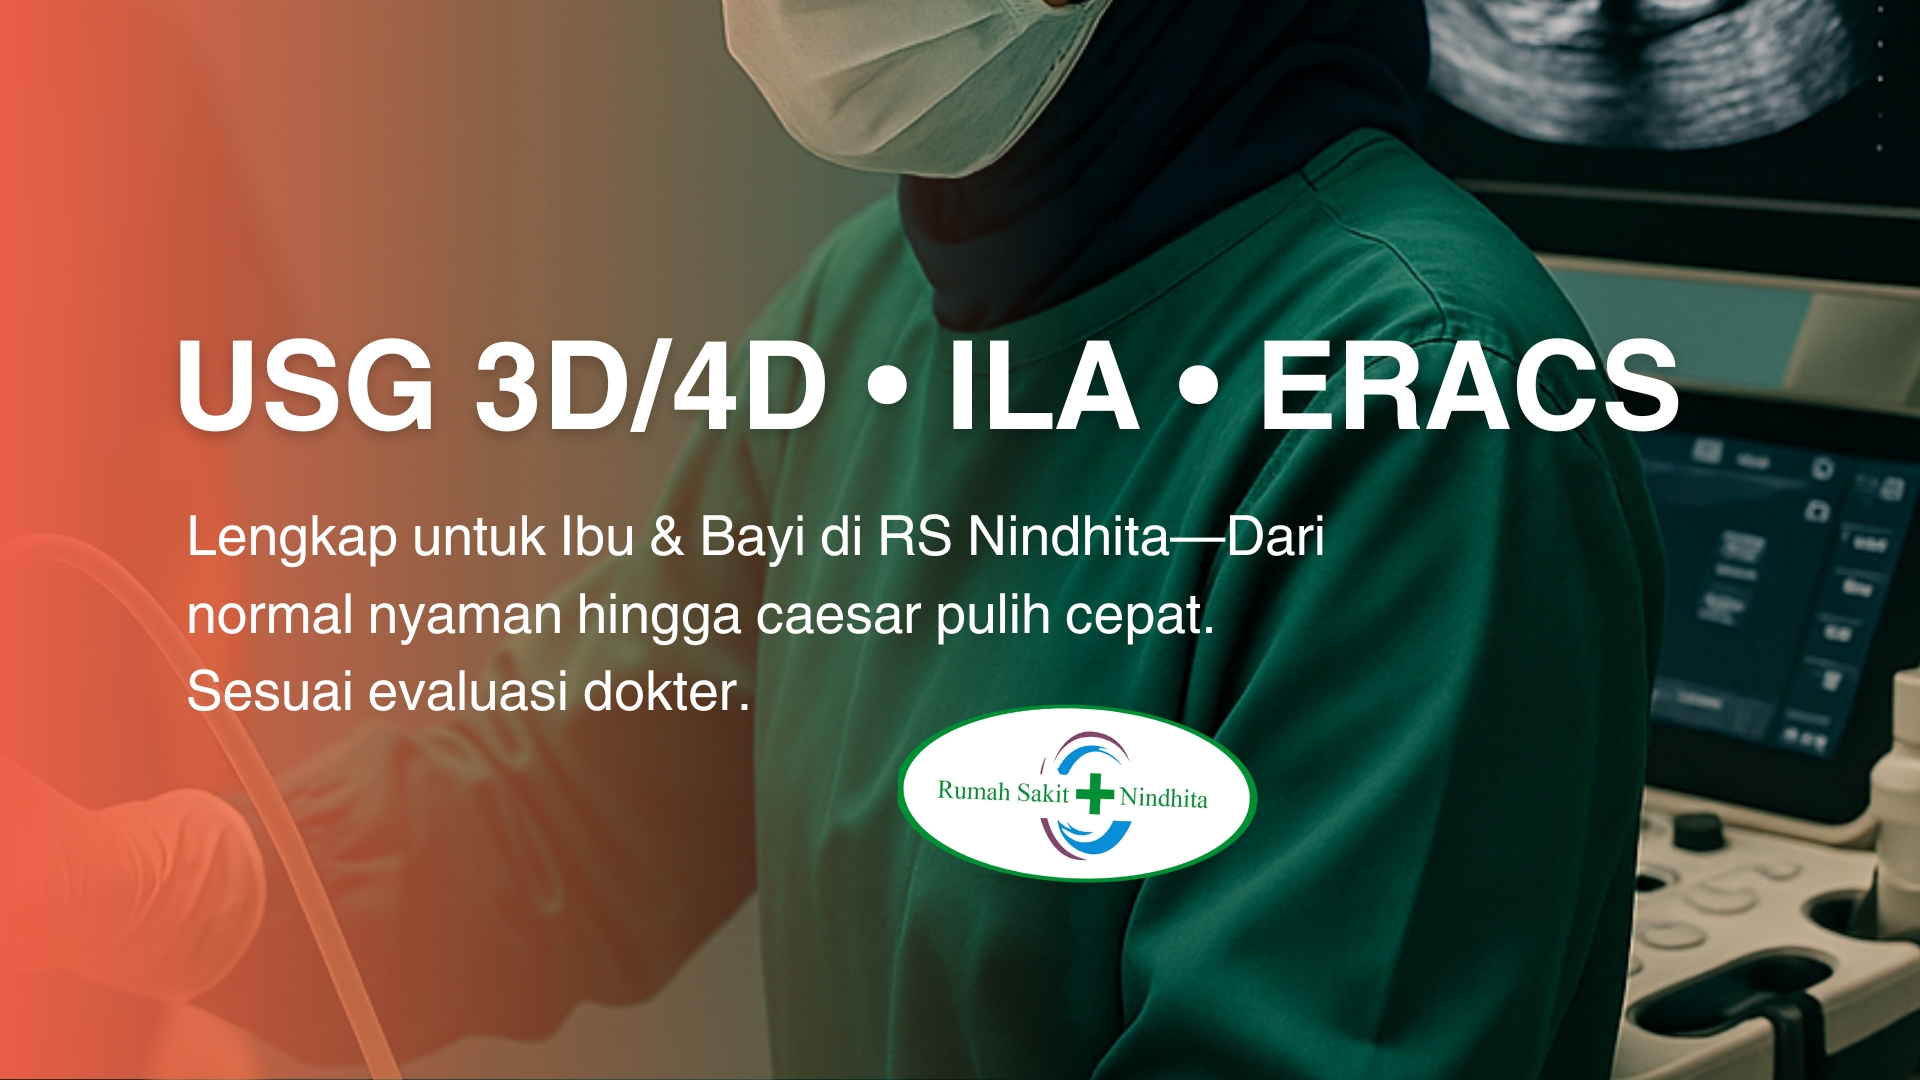 USG 3D/4D • ILA • ERACS
Lengkap untuk Ibu & Bayi di RS Nindhita—Dari
normal nyaman hingga caesar pulih cepat.
Sesuai evaluasi dokter.
Rumah Sakit Nindhita